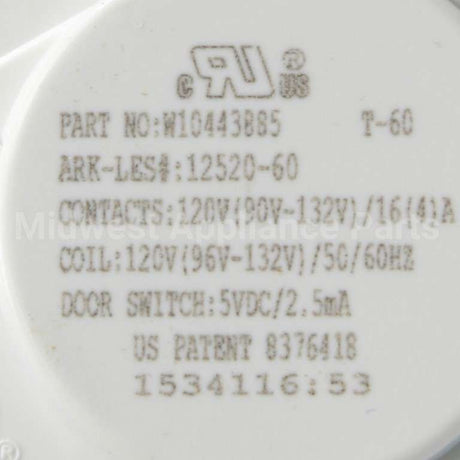 c RU ® US
PART NO:W10443885 T-60
ARK-LES#:12520-60
CONTACTS:120V(90V-132V)/16(4)A
Midwest Appliance Parts
COIL:120V(96V-132V)/50/60HZ
DOOR SWITCH:5VDC/2.5mA
US PATENT 8376418
1534116:53
®